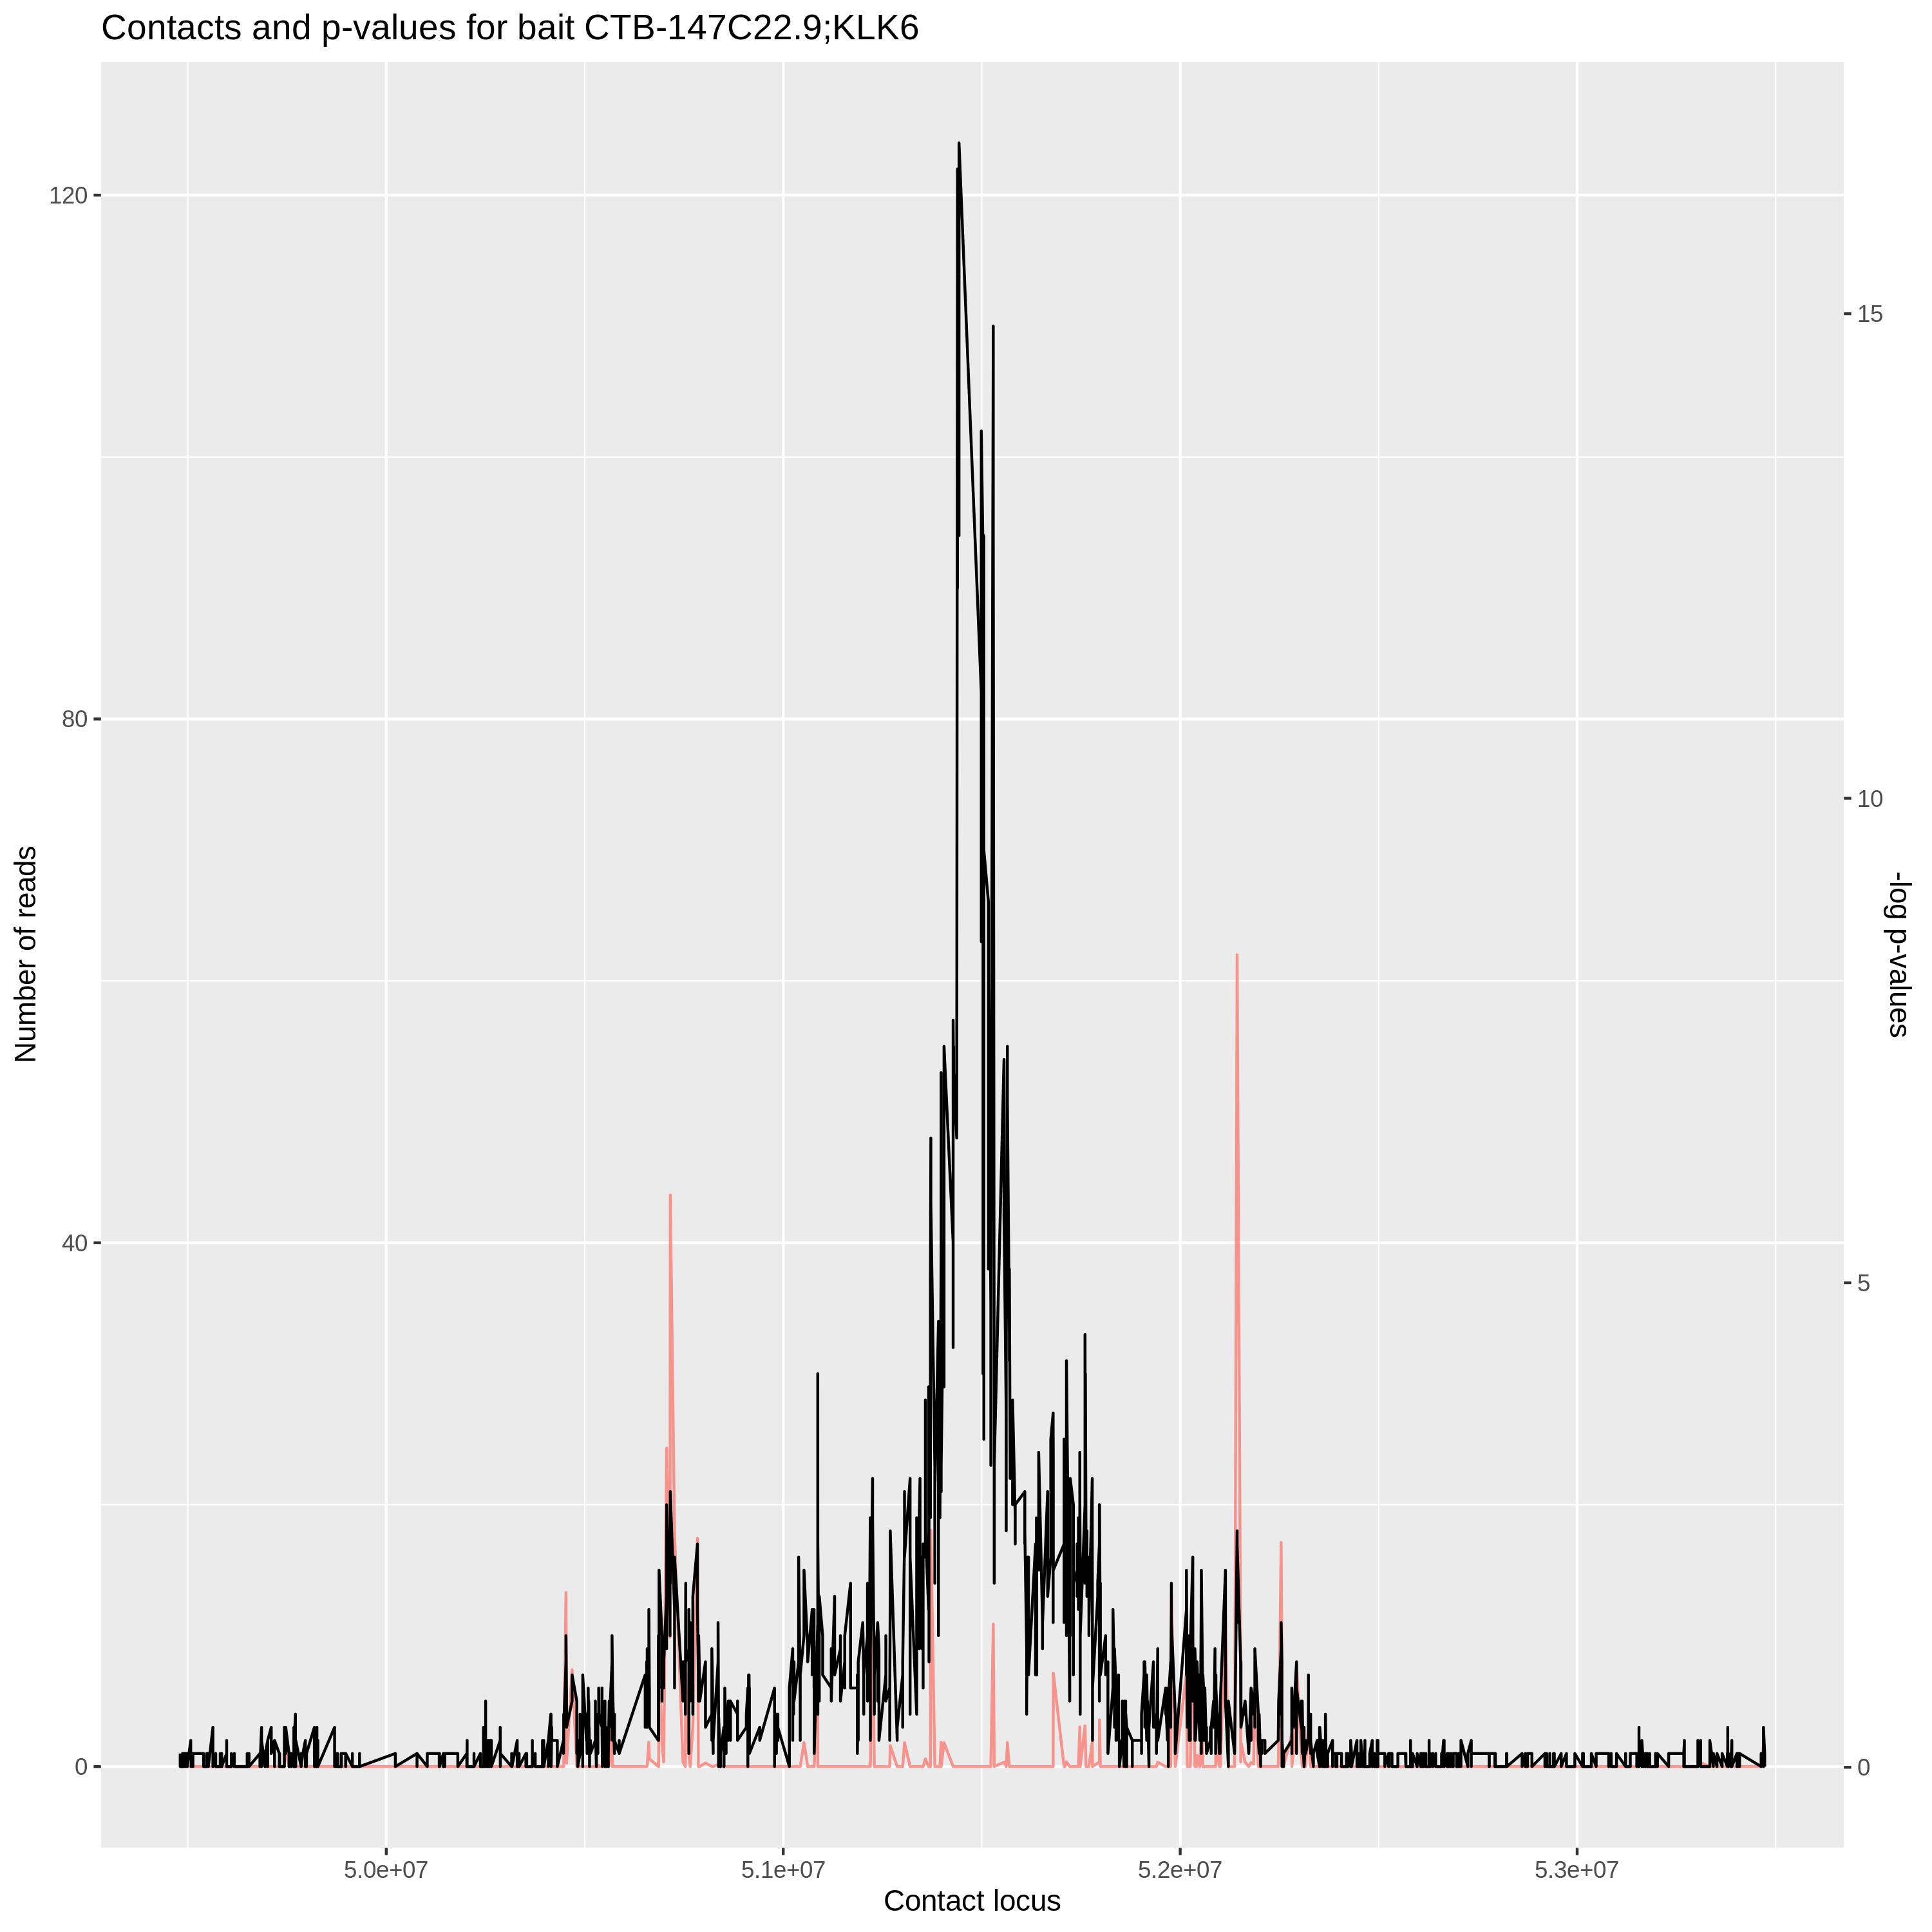 Contacts and p-values for bait CTB-147C22.9;KLK6
120
80
40
0
15
10
5
0
Number of reads
-log p-values
5.0e+07
5.1e+07
5.2e+07
5.3e+07
Contact locus